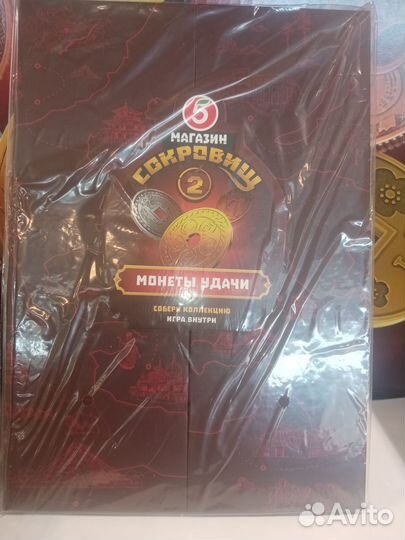 5
МАГАЗИН
СОКРОВИЩ
2
МОНЕТЫ УДАЧИ
СОБЕРИ КОЛЛЕКЦИЮ
ИГРА ВНУТРИ
Avito